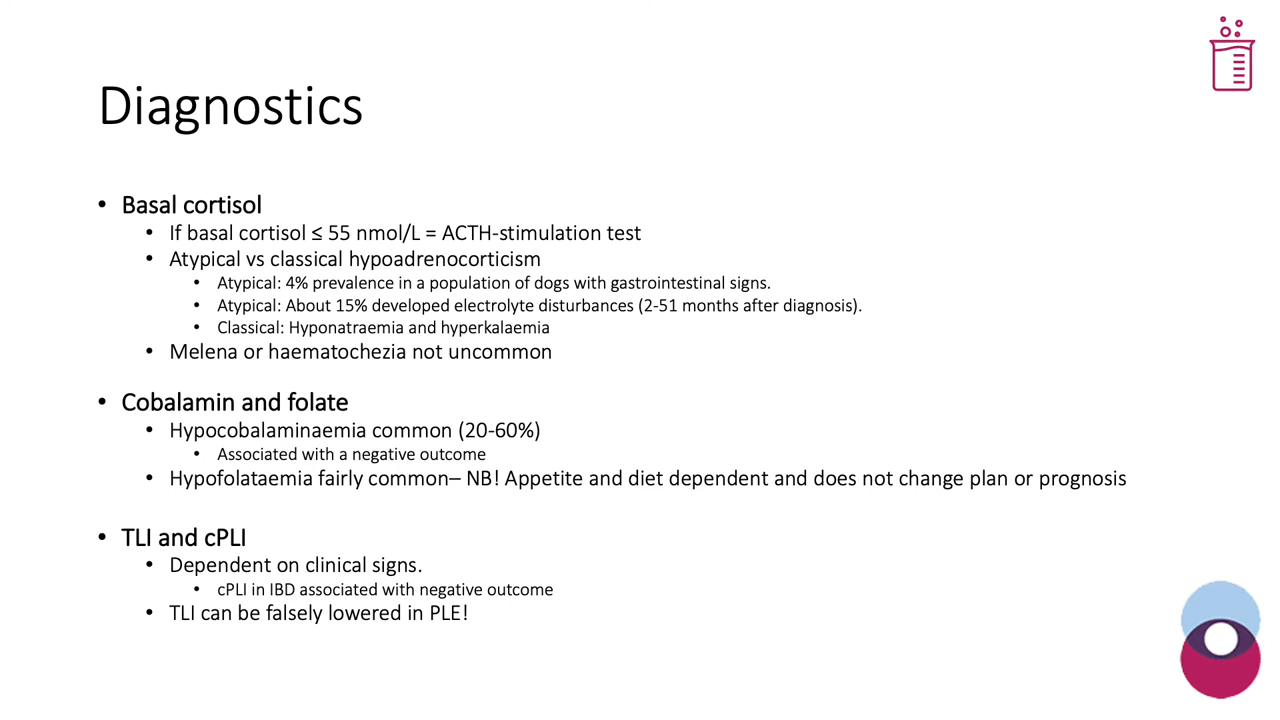 Diagnostics
• Basal cortisol
• If basal cortisol ≤ 55 nmol/L = ACTH-stimulation test
• Atypical vs classical hypoadrenocorticism
• Atypical: 4% prevalence in a population of dogs with gastrointestinal signs.
• Atypical: About 15% developed electrolyte disturbances (2-51 months after diagnosis).
• Classical: Hyponatraemia and hyperkalaemia
• Melena or haematochezia not uncommon
• Cobalamin and folate
• Hypocobalaminaemia common (20-60%)
• Associated with a negative outcome
• Hypofolataemia fairly common– NB! Appetite and diet dependent and does not change plan or prognosis
• TLI and cPLI
• Dependent on clinical signs.
• cPLI in IBD associated with negative outcome
• TLI can be falsely lowered in PLE!